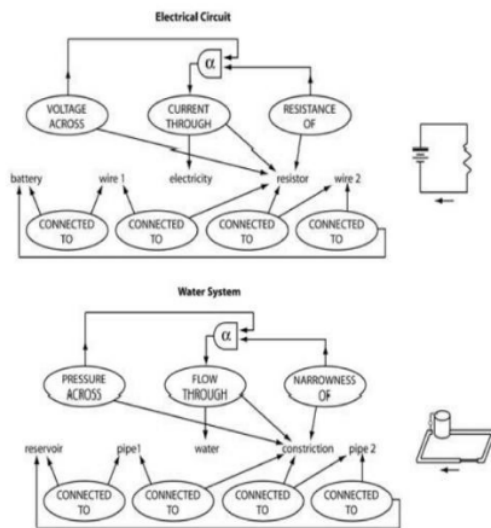 Electrical Circuit
α
VOLTAGE ACROSS
CURRENT THROUGH
RESISTANCE OF
battery
wire 1
electricity
resistor
wire 2
CONNECTED TO
CONNECTED TO
CONNECTED TO
CONNECTED TO
Water System
α
PRESSURE ACROSS
FLOW THROUGH
NARROWNESS OF
reservoir
pipe1
water
constriction
pipe 2
CONNECTED TO
CONNECTED TO
CONNECTED TO
CONNECTED TO